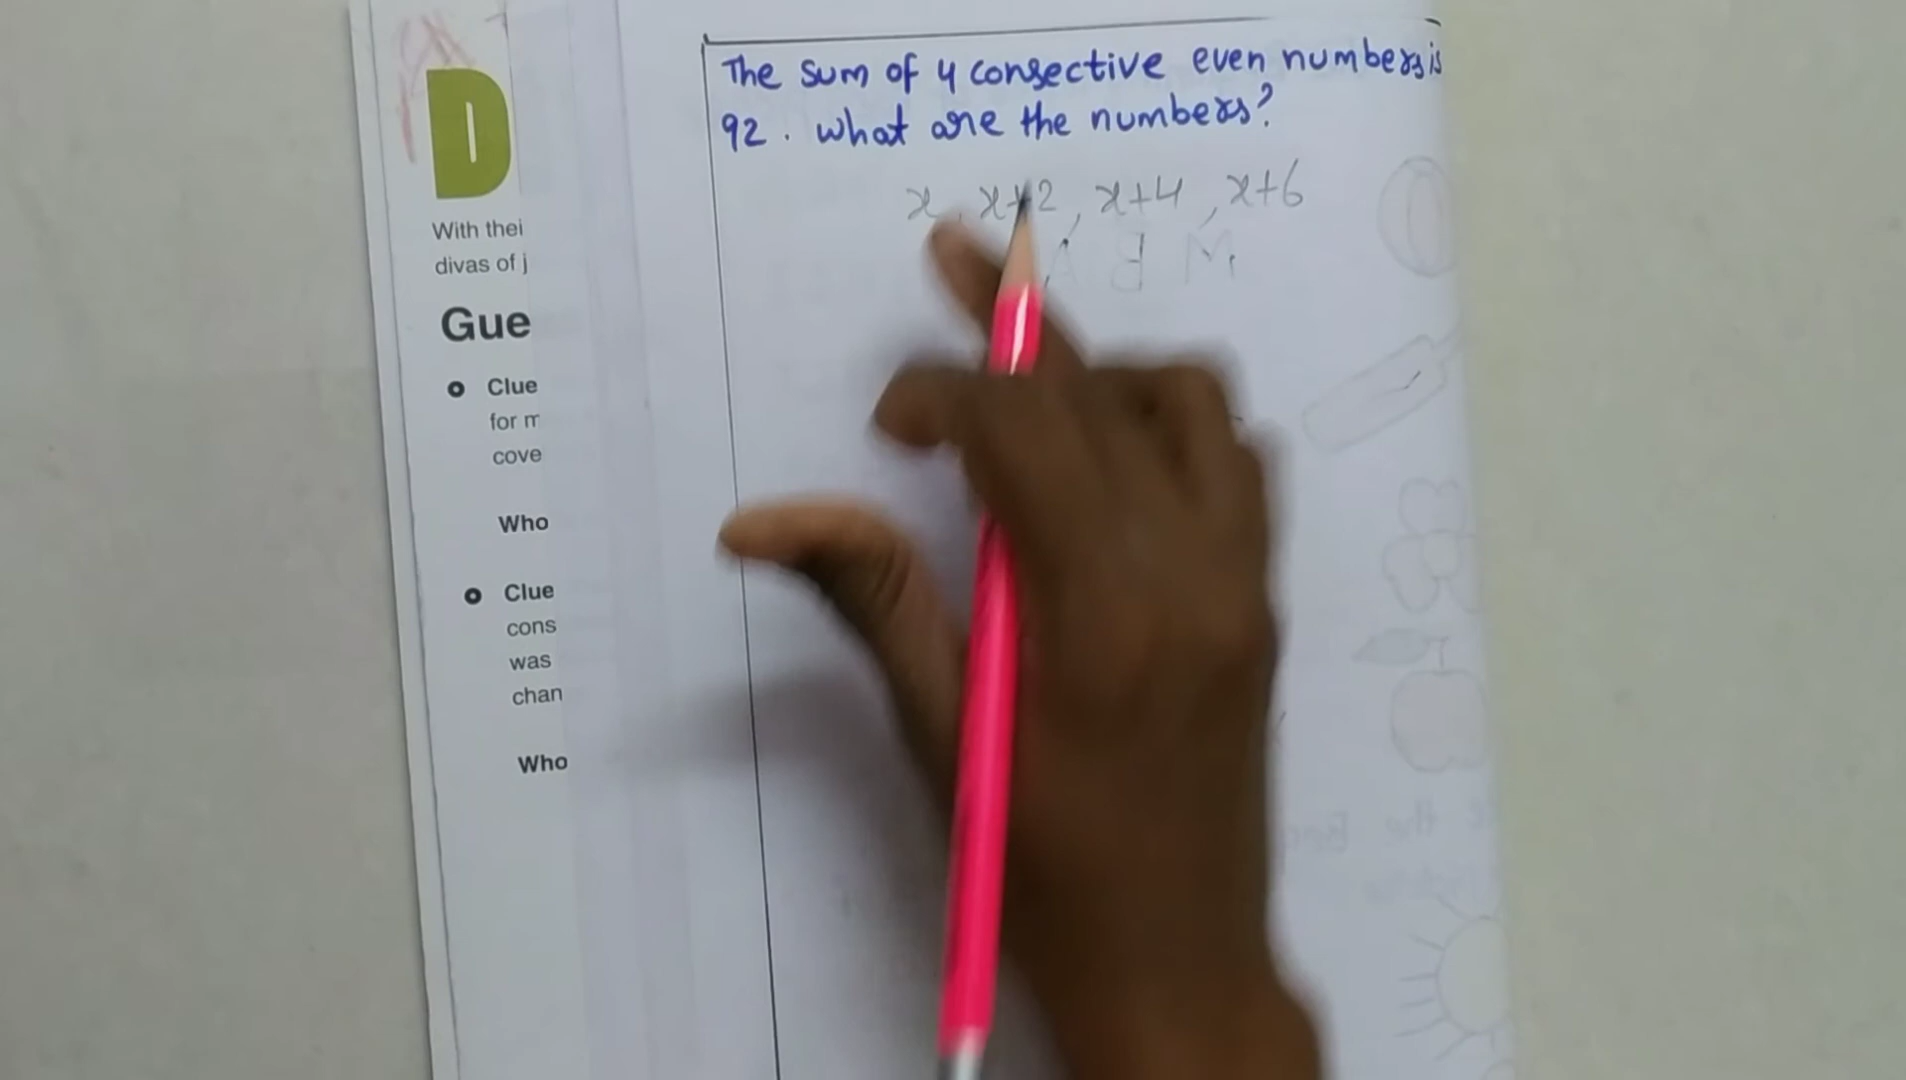 The sum of 4 consective even numbers is
92. What are the numbers?
x, x+2, x+4, x+6
D
With thei
divas of j
Gue
Clue
for m
cove
Who
Clue
cons
was
chan
Who